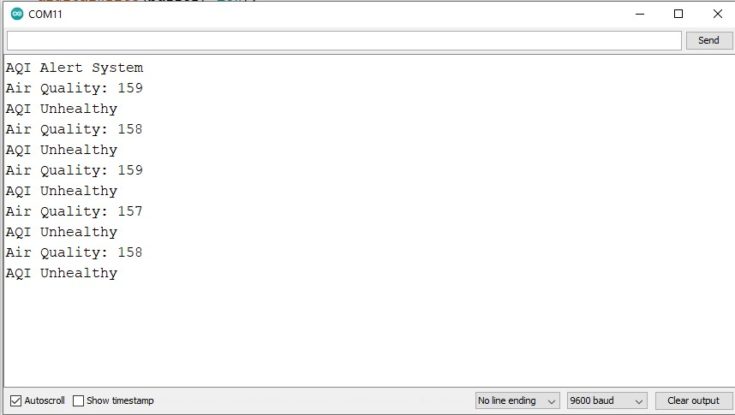 COM11
Send
AQI Alert System
Air Quality: 159
AQI Unhealthy
Air Quality: 158
AQI Unhealthy
Air Quality: 159
AQI Unhealthy
Air Quality: 157
AQI Unhealthy
Air Quality: 158
AQI Unhealthy
Autoscroll Show timestamp No line ending 9600 baud Clear output